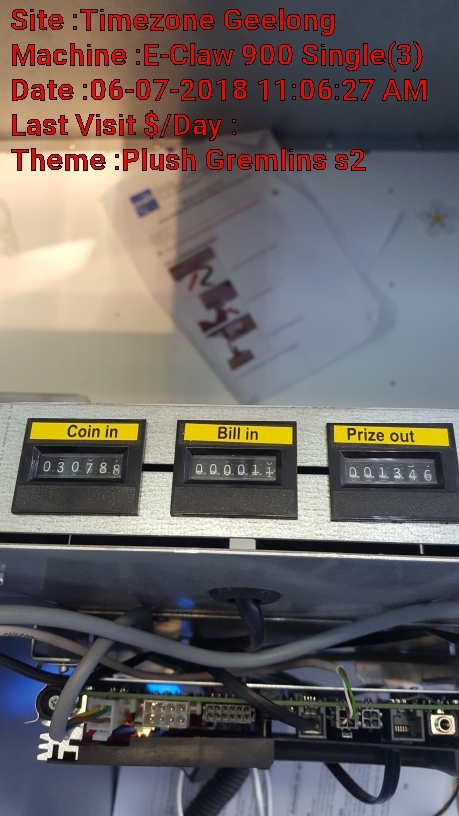 Site :Timezone Geelong
Machine :E-Claw 900 Single(3)
Date :06-07-2018 11:06:27 AM
Last Visit $/Day :
Theme :Plush Gremlins s2
Coin in
Bill in
Prize out
030788
000011
001346